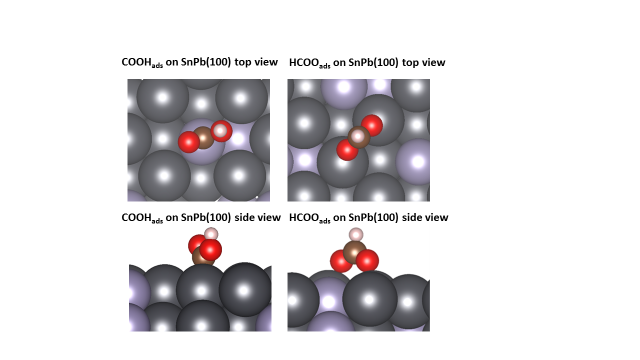 COOHads on SnPb(100) top view
HCOOads on SnPb(100) top view
COOHads on SnPb(100) side view
HCOOads on SnPb(100) side view